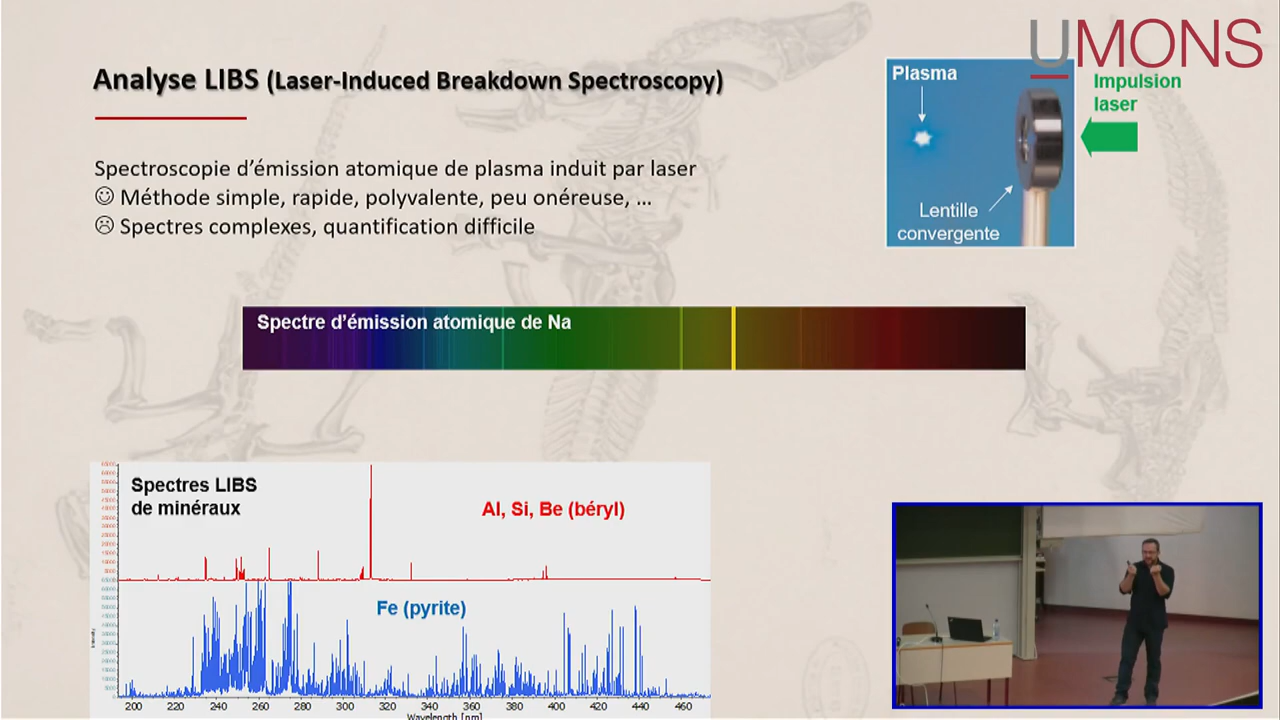 UMONS
Analyse LIBS (Laser-Induced Breakdown Spectroscopy)
Plasma
Impulsion
laser
Spectroscopie d’émission atomique de plasma induit par laser
☺ Méthode simple, rapide, polyvalente, peu onéreuse, ...
☹ Spectres complexes, quantification difficile
Lentille
convergente
Spectre d’émission atomique de Na
Spectres LIBS
de minéraux
Al, Si, Be (béryl)
Fe (pyrite)
200 220 240 260 280 300 320 340 360 380 400 420 440 460
Wavelength [nm]